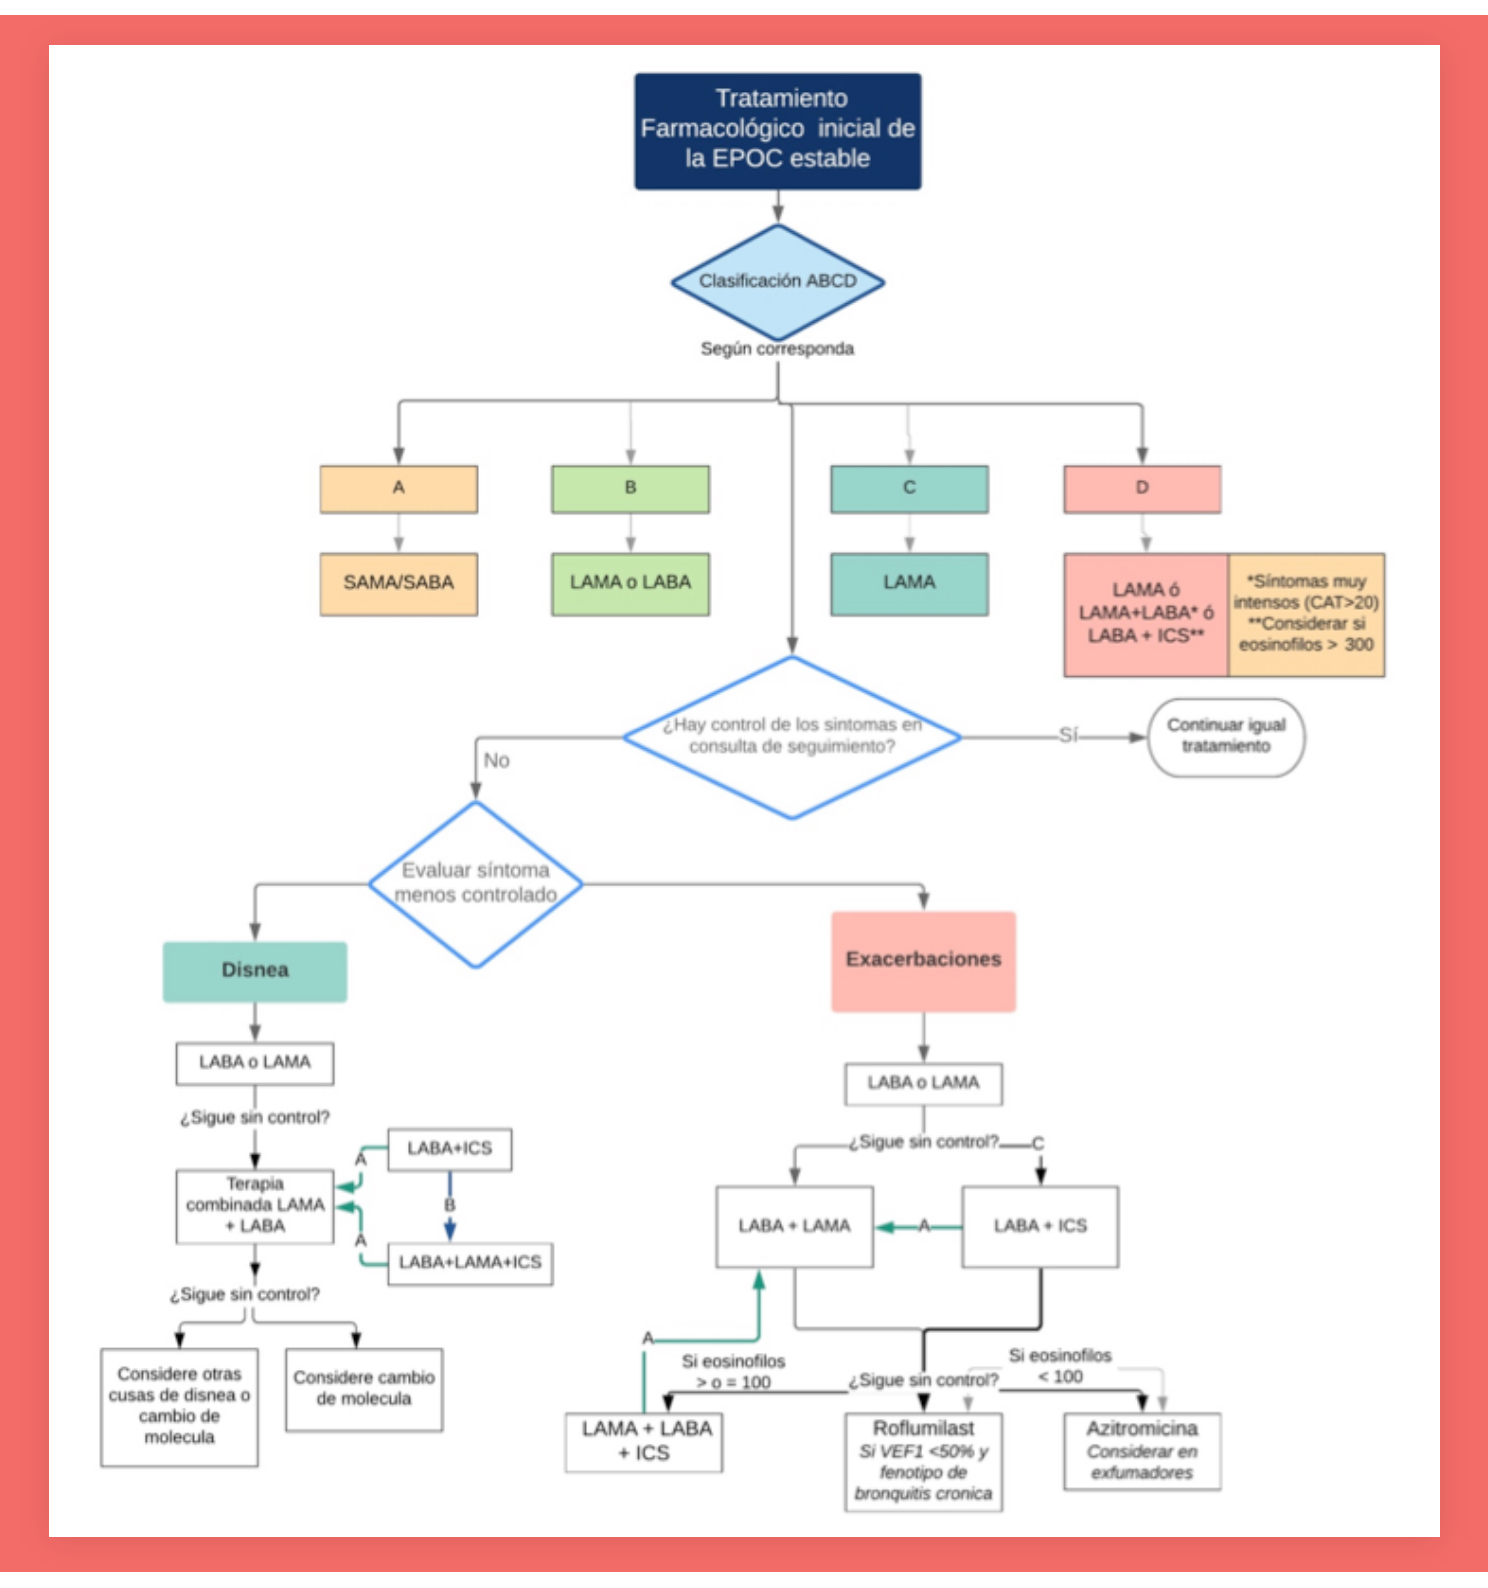 Tratamiento
Farmacológico inicial de
la EPOC estable
Clasificación ABCD
Según corresponda
A
B
C
D
SAMA/SABA
LAMA o LABA
LAMA
LAMA ó
LAMA+LABA* ó
LABA + ICS**
*Síntomas muy
intensos (CAT>20)
**Considerar si
eosinofilos > 300
¿Hay control de los sintomas en
consulta de seguimiento?
Sí
Continuar igual
tratamiento
No
Evaluar síntoma
menos controlado
Disnea
LABA o LAMA
¿Sigue sin control?
Terapia
combinada LAMA
+ LABA
A
LABA+ICS
B
A
LABA+LAMA+ICS
¿Sigue sin control?
Considere otras
cusas de disnea o
cambio de
molecula
Considere cambio
de molecula
Exacerbaciones
LABA o LAMA
¿Sigue sin control?
C
LABA + LAMA
A
LABA + ICS
A
Si eosinofilos
> o = 100
¿Sigue sin control?
Si eosinofilos
< 100
LAMA + LABA
+ ICS
Roflumilast
Si VEF1 <50% y
fenotipo de
bronquitis cronica
Azitromicina
Considerar en
exfumadores